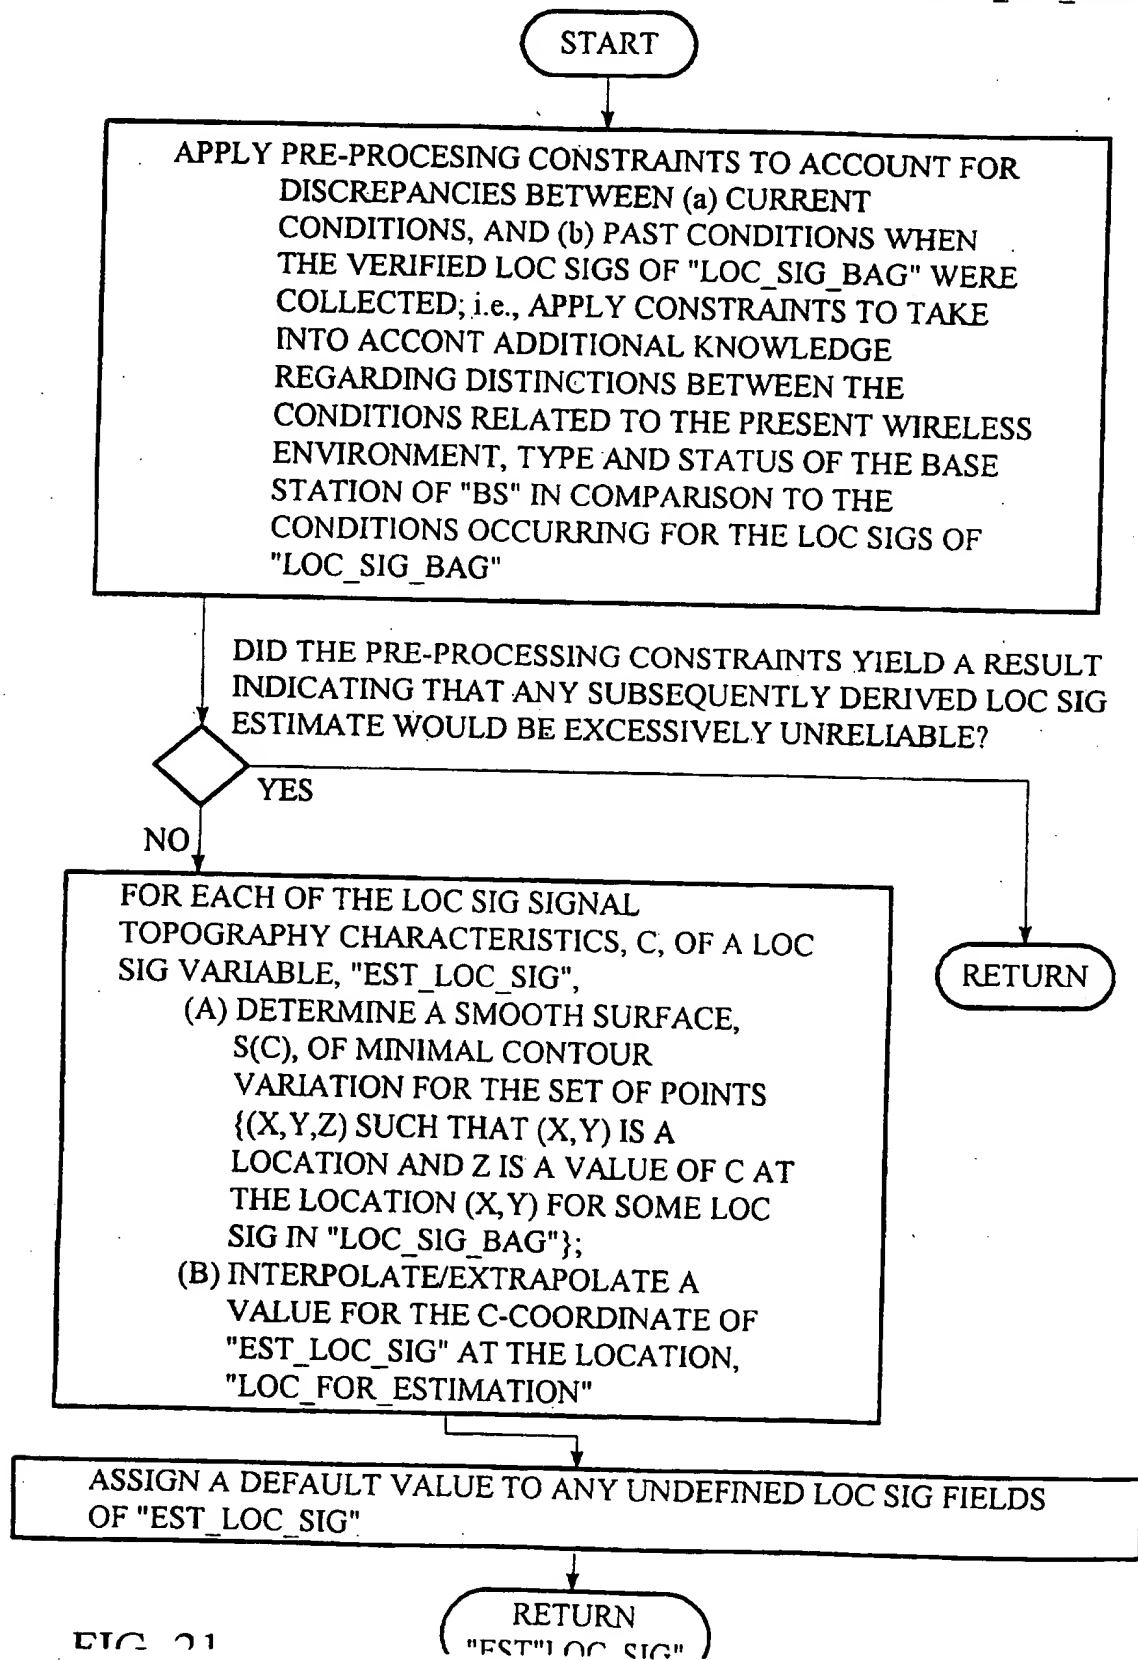 START
APPLY PRE-PROCESING CONSTRAINTS TO ACCOUNT FOR
DISCREPANCIES BETWEEN (a) CURRENT
CONDITIONS, AND (b) PAST CONDITIONS WHEN
THE VERIFIED LOC SIGS OF "LOC_SIG_BAG" WERE
COLLECTED; i.e., APPLY CONSTRAINTS TO TAKE
INTO ACCONT ADDITIONAL KNOWLEDGE
REGARDING DISTINCTIONS BETWEEN THE
CONDITIONS RELATED TO THE PRESENT WIRELESS
ENVIRONMENT, TYPE AND STATUS OF THE BASE
STATION OF "BS" IN COMPARISON TO THE
CONDITIONS OCCURRING FOR THE LOC SIGS OF
"LOC_SIG_BAG"
DID THE PRE-PROCESSING CONSTRAINTS YIELD A RESULT
INDICATING THAT ANY SUBSEQUENTLY DERIVED LOC SIG
ESTIMATE WOULD BE EXCESSIVELY UNRELIABLE?
YES
NO
FOR EACH OF THE LOC SIG SIGNAL
TOPOGRAPHY CHARACTERISTICS, C, OF A LOC
SIG VARIABLE, "EST_LOC_SIG",
(A) DETERMINE A SMOOTH SURFACE,
S(C), OF MINIMAL CONTOUR
VARIATION FOR THE SET OF POINTS
{(X,Y,Z) SUCH THAT (X,Y) IS A
LOCATION AND Z IS A VALUE OF C AT
THE LOCATION (X,Y) FOR SOME LOC
SIG IN "LOC_SIG_BAG"};
(B) INTERPOLATE/EXTRAPOLATE A
VALUE FOR THE C-COORDINATE OF
"EST_LOC_SIG" AT THE LOCATION,
"LOC_FOR_ESTIMATION"
RETURN
ASSIGN A DEFAULT VALUE TO ANY UNDEFINED LOC SIG FIELDS
OF "EST_LOC_SIG"
RETURN
"EST"LOC_SIG"
FIG. 21